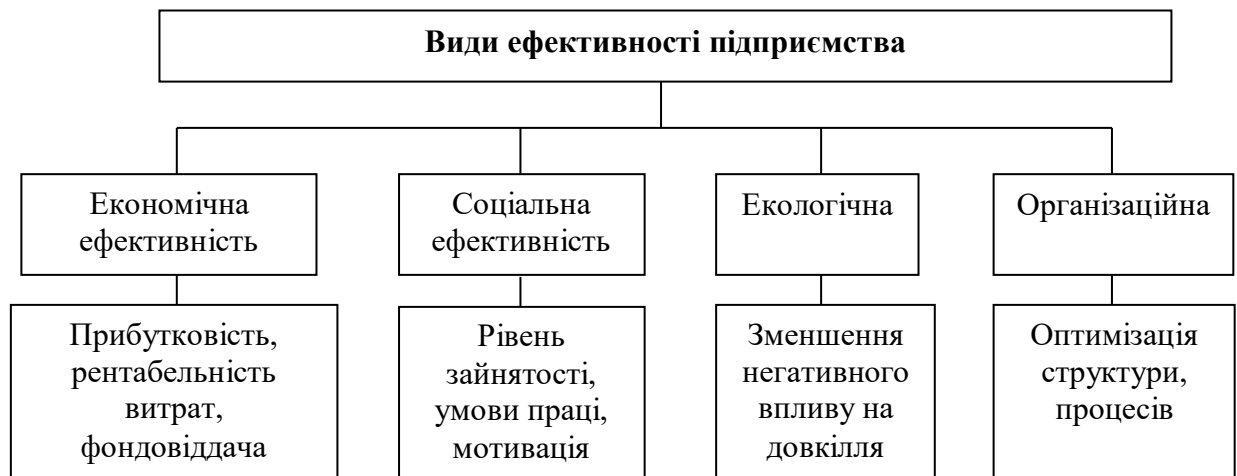 Види ефективності підприємства
Економічна
ефективність
Соціальна
ефективність
Екологічна
Організаційна
Прибутковість,
рентабельність
витрат,
фондовіддача
Рівень
зайнятості,
умови праці,
мотивація
Зменшення
негативного
впливу на
довкілля
Оптимізація
структури,
процесів